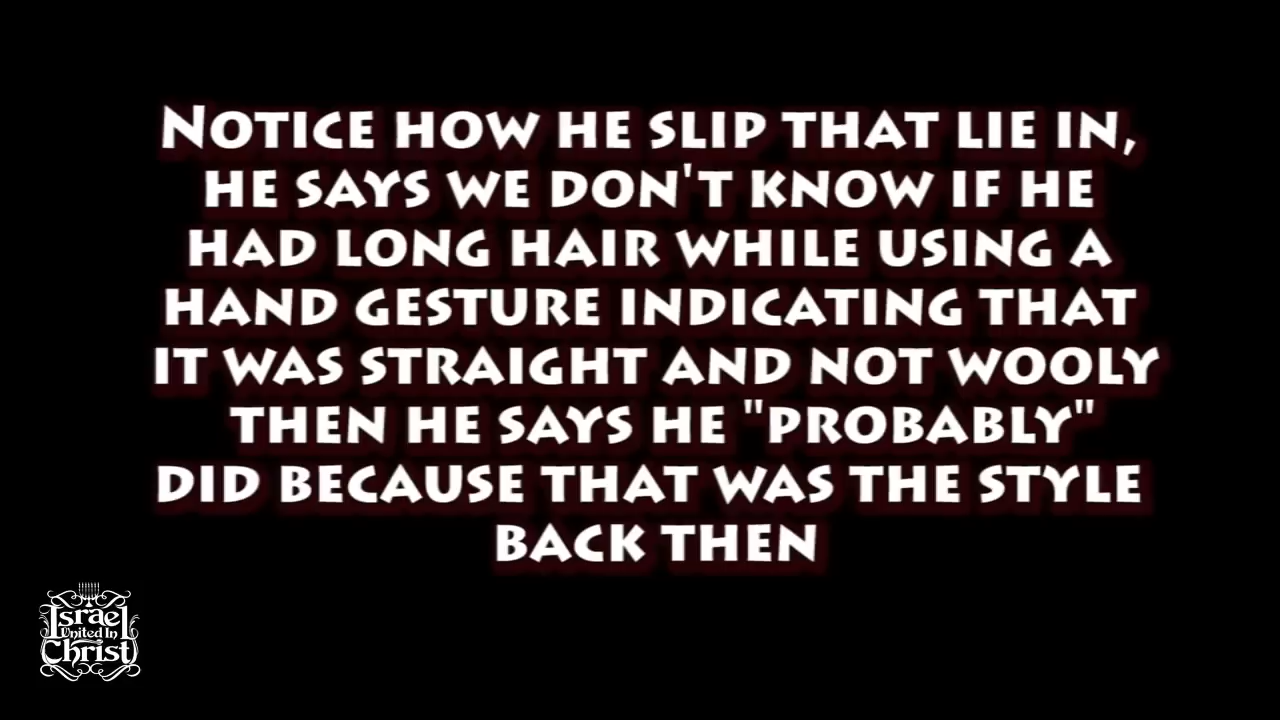 Notice how he slip that lie in,
he says we don't know if he
had long hair while using a
hand gesture indicating that
it was straight and not wooly
then he says he "probably"
did because that was the style
back then
Israel
United In
Christ